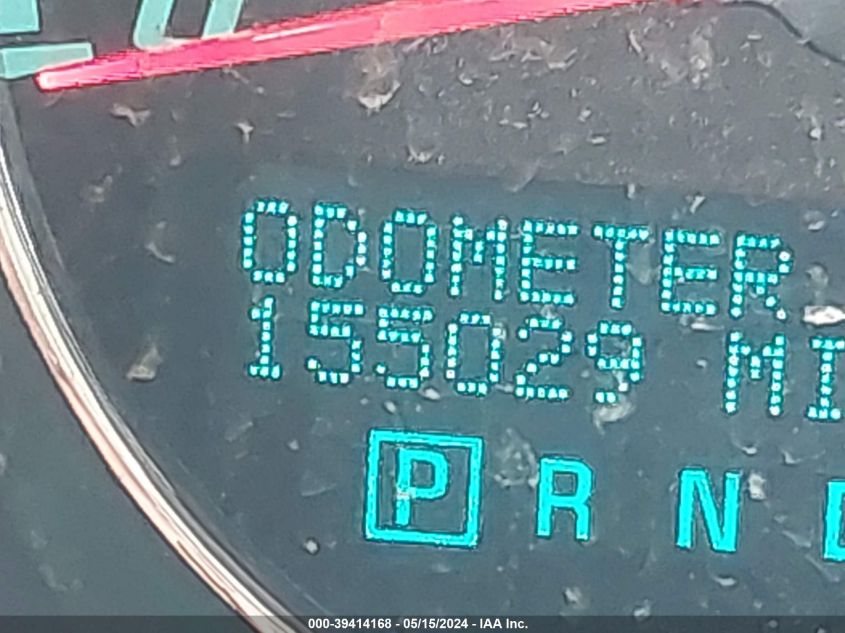 ODOMETER
155029 MI
P R N
000-39414168 - 05/15/2024 - IAA Inc.